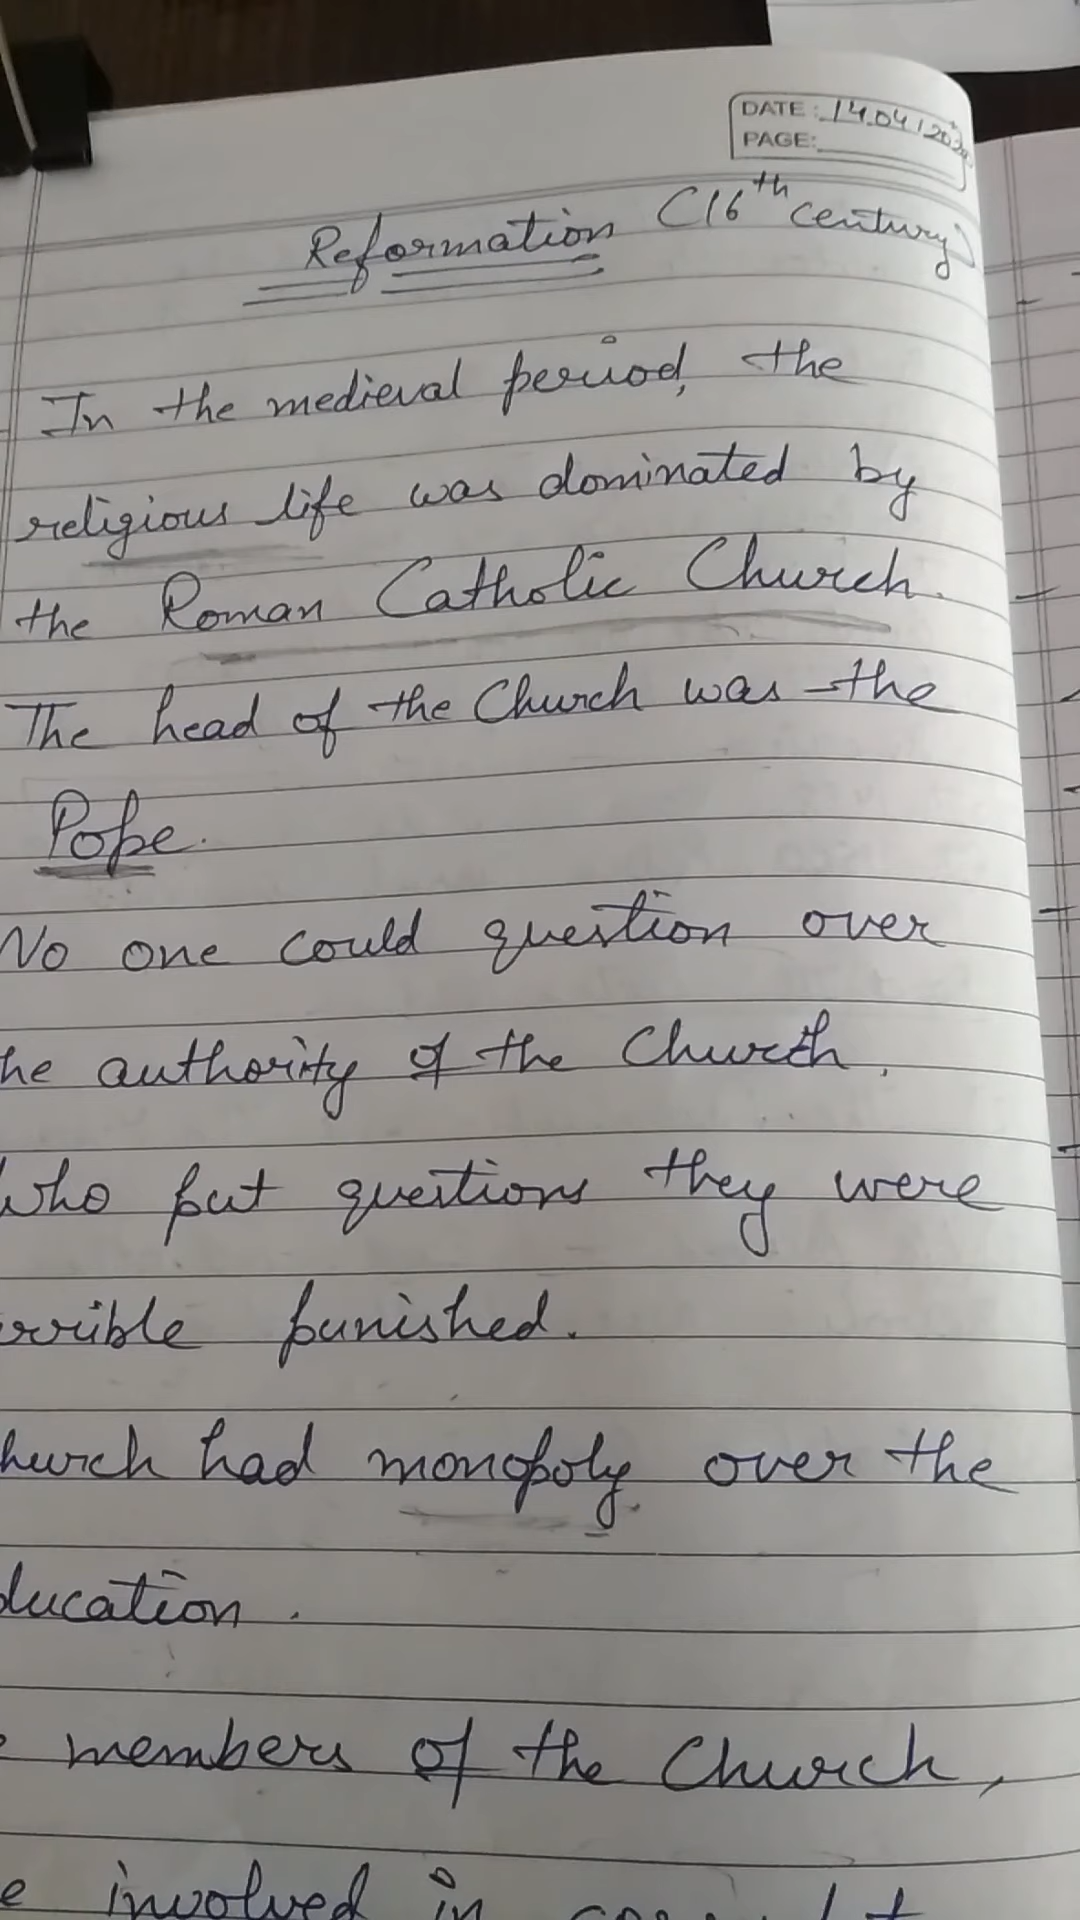 DATE: 14.04.202
PAGE:
Reformation (16th century)
In the medieval period, the
religious life was dominated by
the Roman Catholic Church.
The head of the Church was the
Pope.
No one could question over
he authority of the Church.
who put questions they were
rrible punished.
hurch had monopoly over the
ducation.
members of the Church,
e involved in